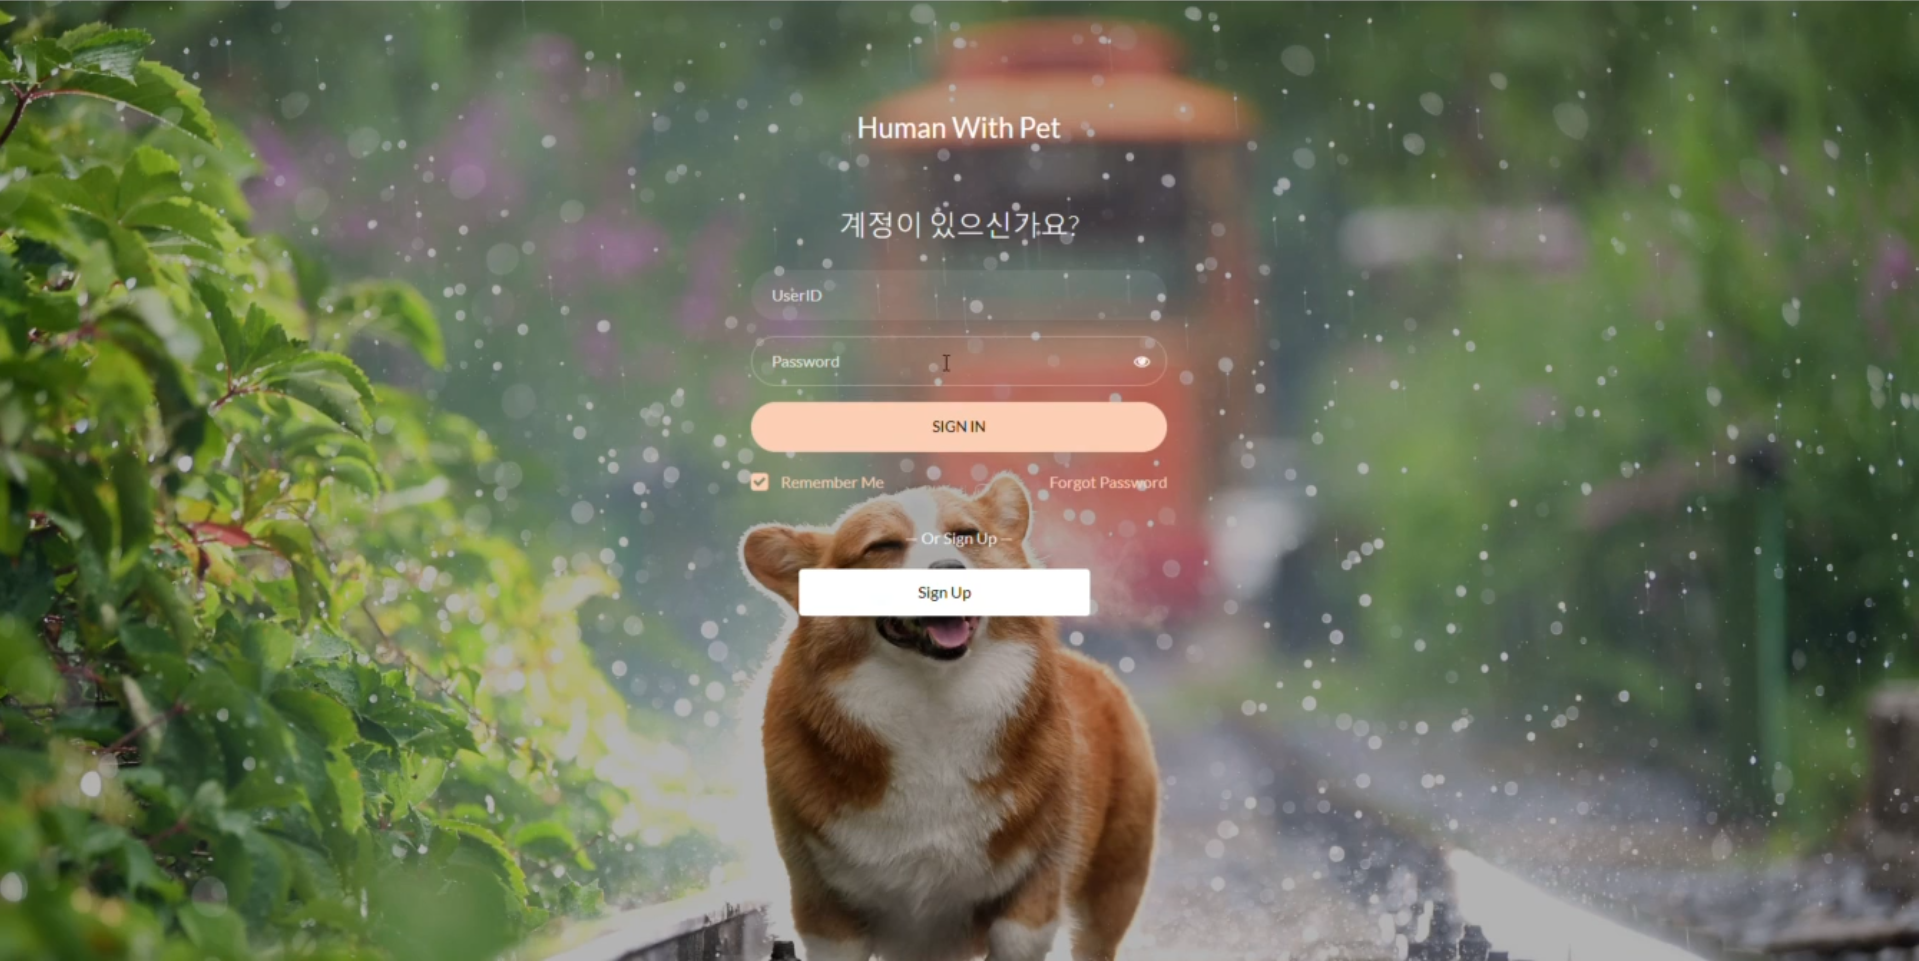 Human With Pet
계정이 있으신가요?
UserID
Password
SIGN IN
Remember Me
Forgot Password
— Or Sign Up —
Sign Up